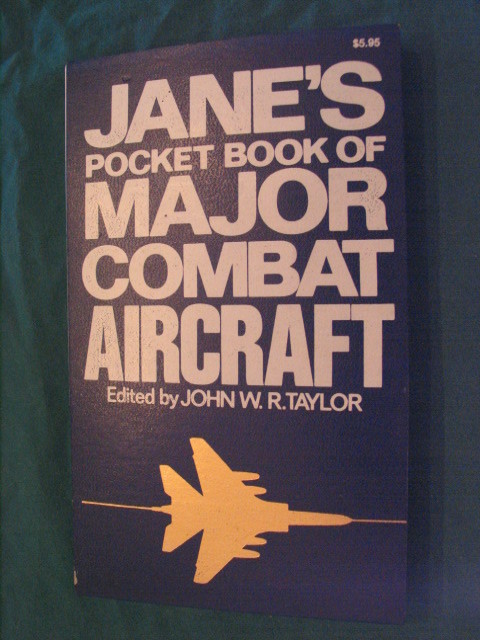 $5.95
JANE'S
POCKET BOOK OF
MAJOR
COMBAT
AIRCRAFT
Edited by JOHN W. R. TAYLOR